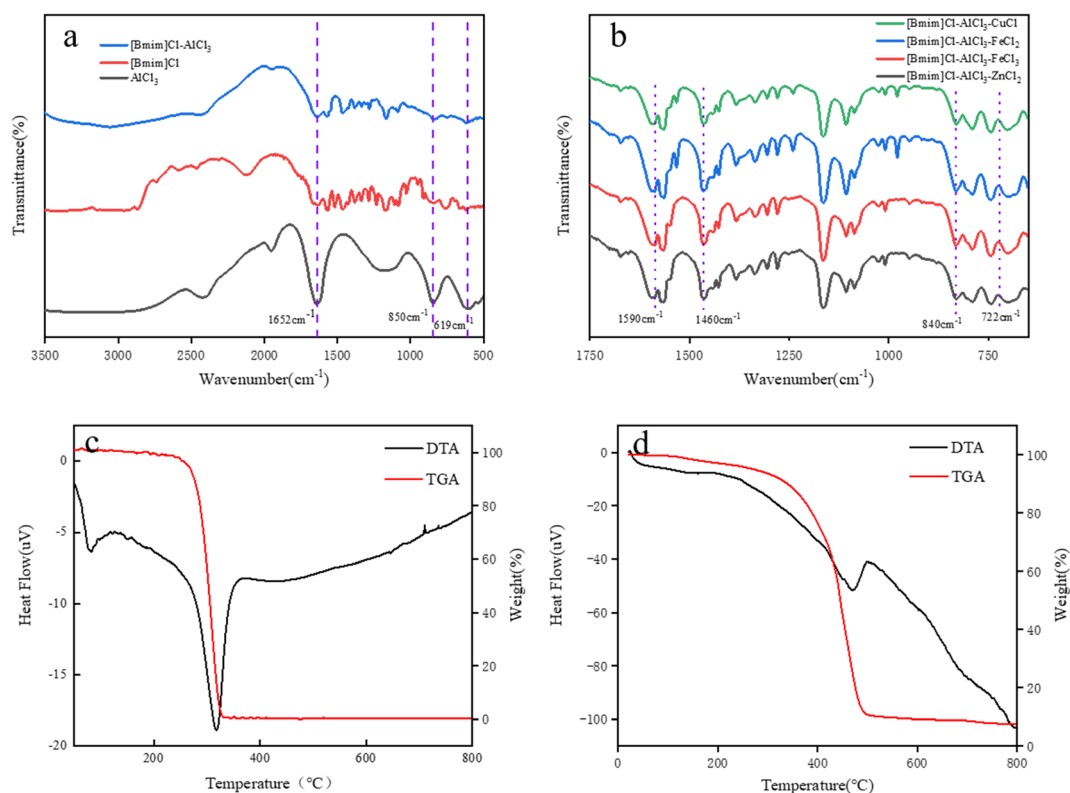 a
[Bmim]Cl-AlCl₃
[Bmim]Cl
AlCl₃
1652cm⁻¹
850cm⁻¹
619cm⁻¹
Transmittance(%)
3500 3000 2500 2000 1500 1000 500
Wavenumber(cm⁻¹)
b
[Bmim]Cl-AlCl₃-CuCl
[Bmim]Cl-AlCl₃-FeCl₂
[Bmim]Cl-AlCl₃-FeCl₃
[Bmim]Cl-AlCl₃-ZnCl₂
1590cm⁻¹
1460cm⁻¹
840cm⁻¹
722cm⁻¹
Transmittance(%)
1750 1500 1250 1000 750
Wavenumber(cm⁻¹)
c
DTA
TGA
0
-5
-10
-15
-20
Heat Flow(uV)
100
80
60
40
20
0
Weight(%)
200 400 600 800
Temperature（℃）
d
DTA
TGA
0
-20
-40
-60
-80
-100
Heat Flow(uV)
100
80
60
40
20
10
0
Weight(%)
0 200 400 600 800
Temperature(℃)